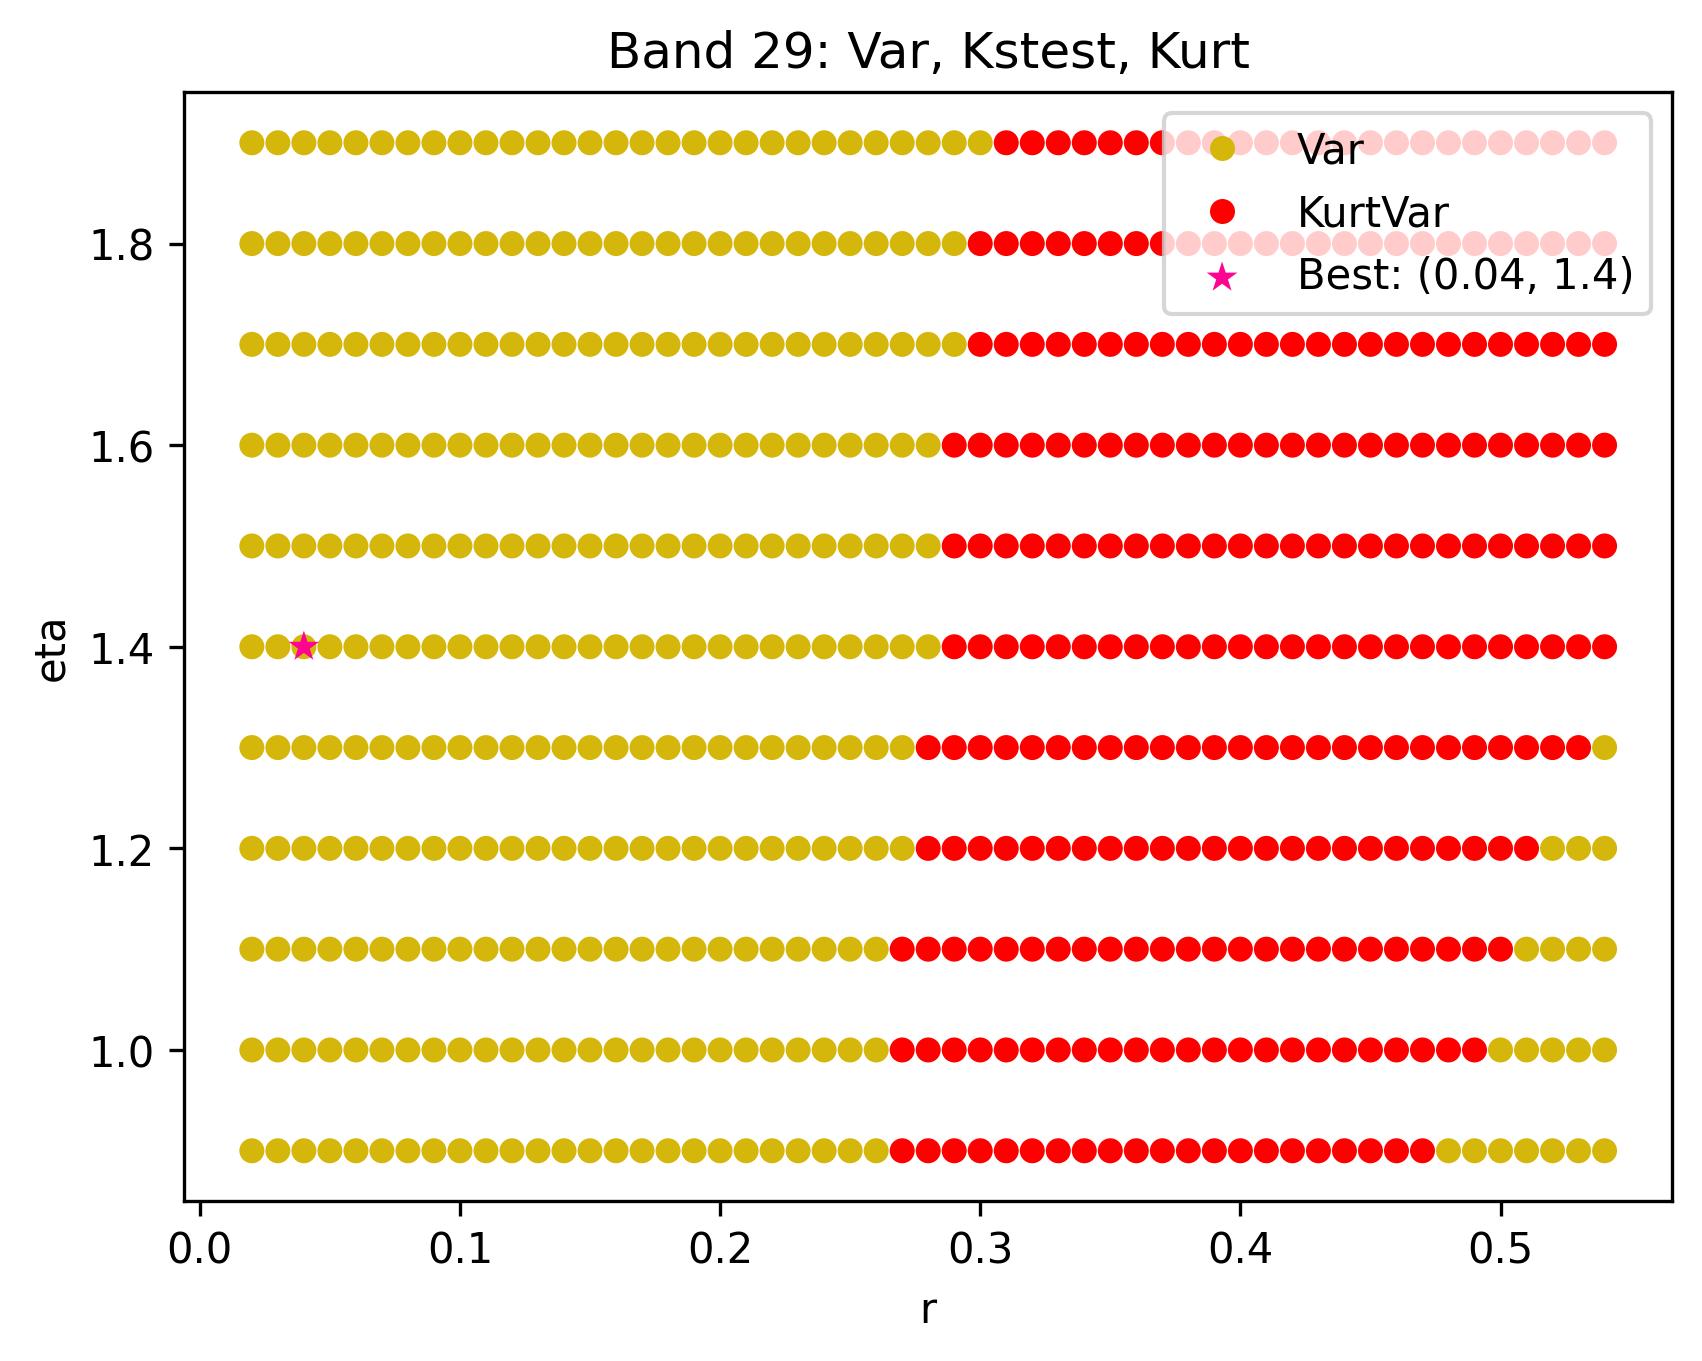 Band 29: Var, Kstest, Kurt
Var
KurtVar
Best: (0.04, 1.4)
eta
1.8
1.6
1.4
1.2
1.0
0.0 0.1 0.2 0.3 0.4 0.5
r